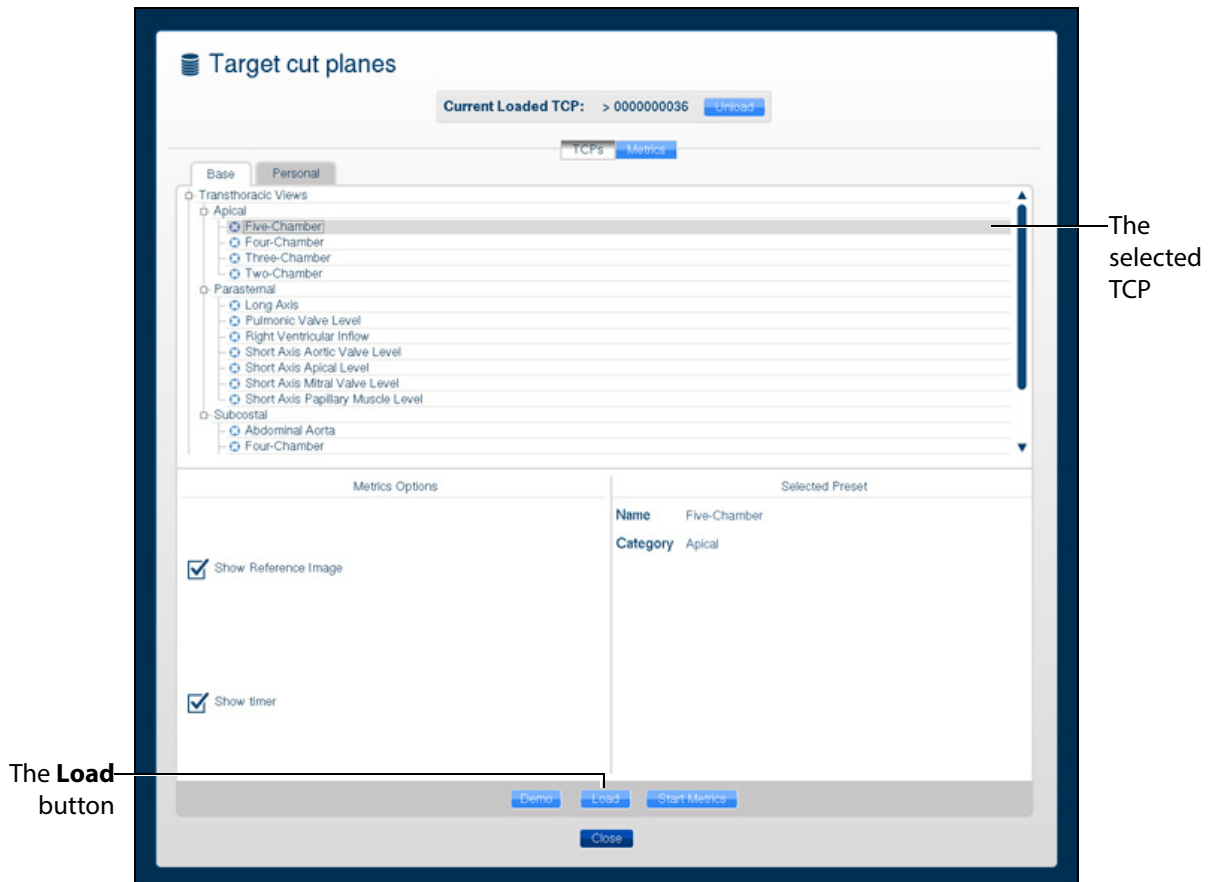 Target cut planes
Current Loaded TCP: > 0000000036 Unload
TCPs Metrics
Base Personal
Transthoracic Views
Apical
Five-Chamber
Four-Chamber
Three-Chamber
Two-Chamber
Parasternal
Long Axis
Pulmonic Valve Level
Right Ventricular Inflow
Short Axis Aortic Valve Level
Short Axis Apical Level
Short Axis Mitral Valve Level
Short Axis Papillary Muscle Level
Subcostal
Abdominal Aorta
Four-Chamber
The
selected
TCP
Metrics Options
Show Reference Image
Show timer
Selected Preset
Name Five-Chamber
Category Apical
The Load
button
Demo Load Start Metrics
Close